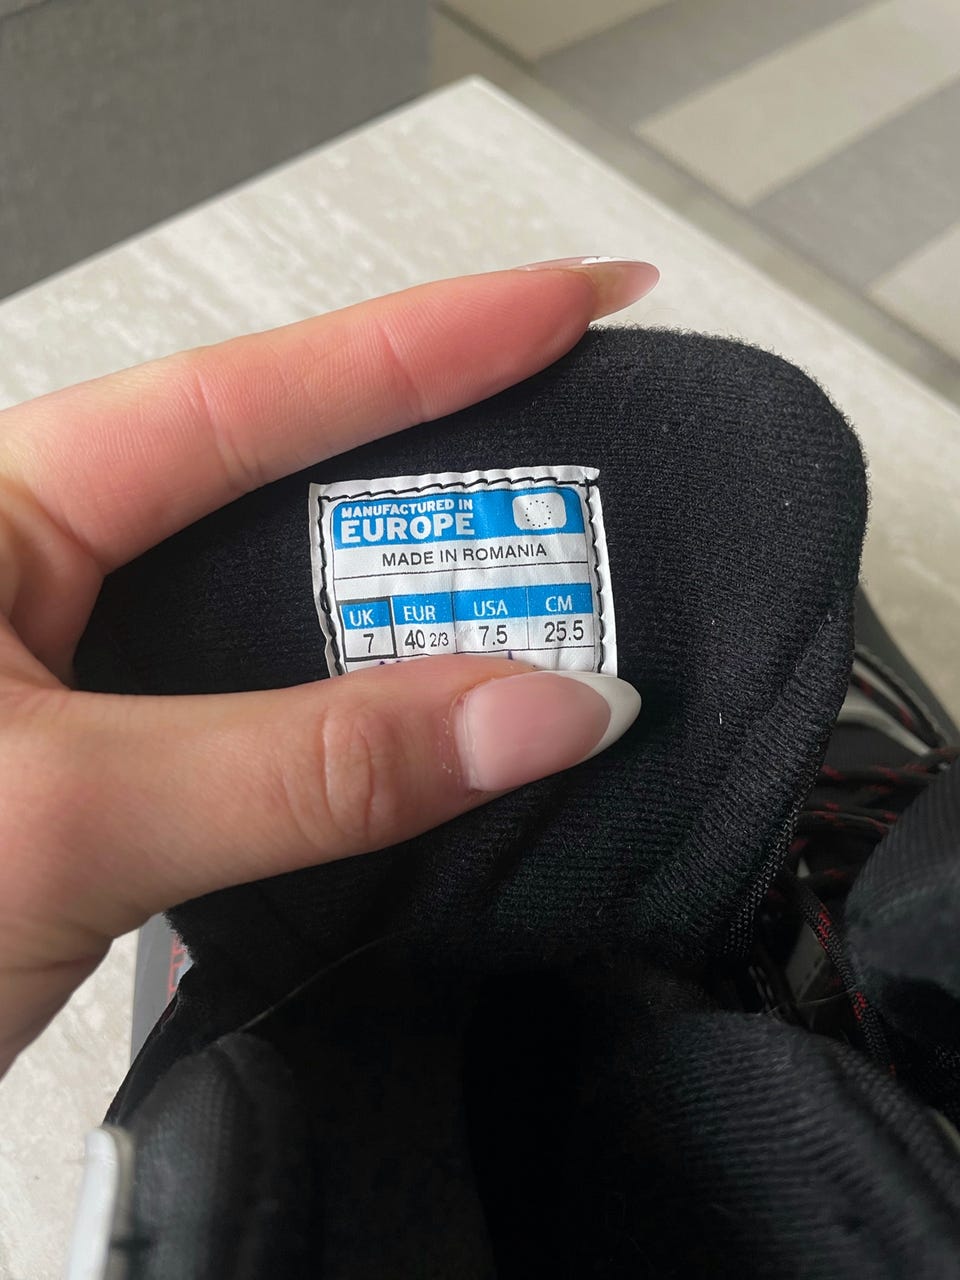 MANUFACTURED IN
EUROPE
MADE IN ROMANIA
UK EUR USA CM
7 40 2/3 7.5 25.5